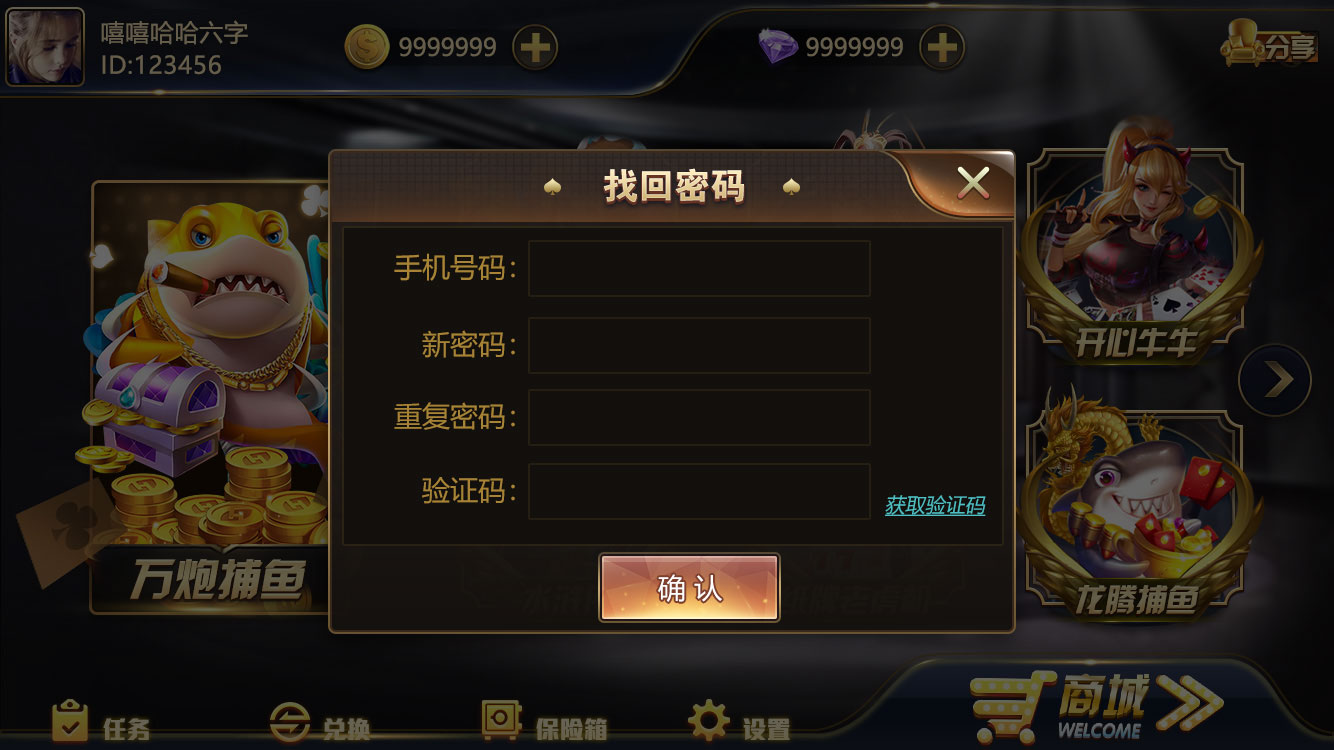 嘻嘻哈哈六字
ID:123456
9999999
9999999
分享
找回密码
手机号码：
新密码：
重复密码：
验证码：
获取验证码
确认
万炮捕鱼
开心牛牛
龙腾捕鱼
任务
兑换
保险箱
设置
商城
WELCOME